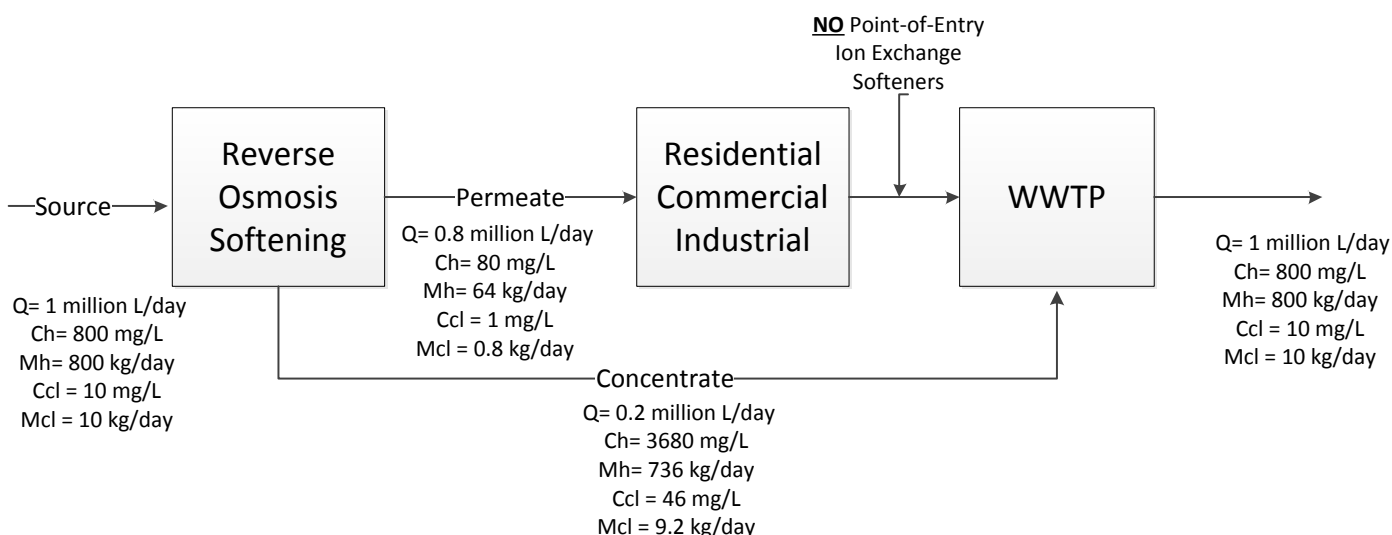 NO Point-of-Entry
Ion Exchange
Softeners
Reverse
Osmosis
Softening
Residential
Commercial
Industrial
WWTP
Source
Permeate
Q= 1 million L/day
Ch= 800 mg/L
Mh= 800 kg/day
Ccl = 10 mg/L
Mcl = 10 kg/day
Q= 0.8 million L/day
Ch= 80 mg/L
Mh= 64 kg/day
Ccl = 1 mg/L
Mcl = 0.8 kg/day
Q= 1 million L/day
Ch= 800 mg/L
Mh= 800 kg/day
Ccl = 10 mg/L
Mcl = 10 kg/day
Concentrate
Q= 0.2 million L/day
Ch= 3680 mg/L
Mh= 736 kg/day
Ccl = 46 mg/L
Mcl = 9.2 kg/day